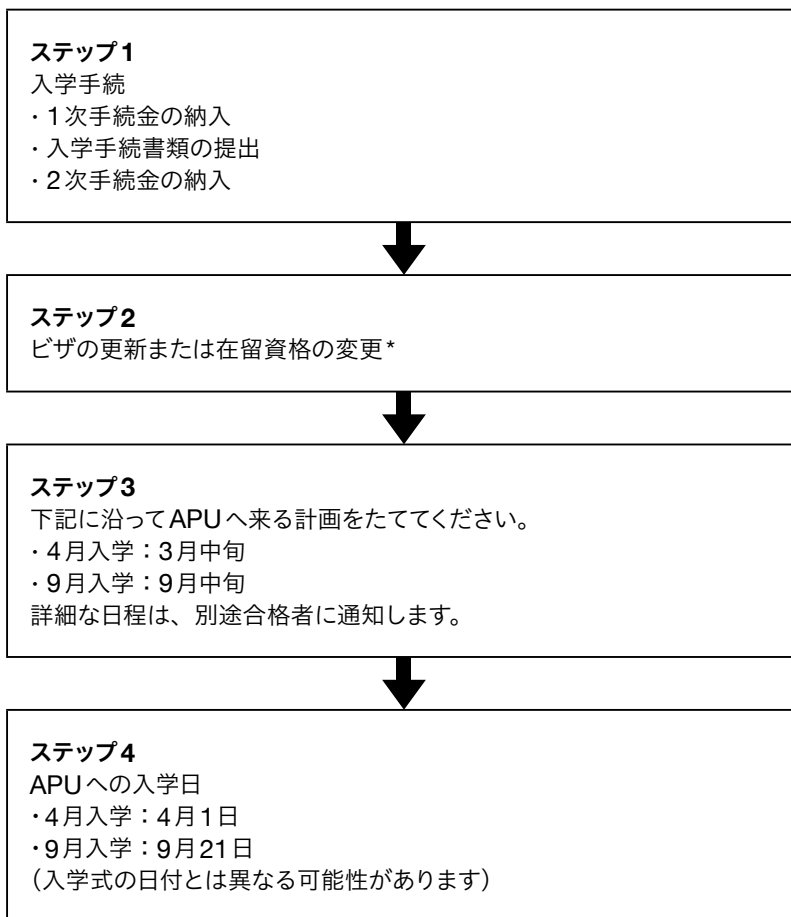 ステップ1
入学手続
・1次手続金の納入
・入学手続書類の提出
・2次手続金の納入
ステップ2
ビザの更新または在留資格の変更*
ステップ3
下記に沿ってAPUへ来る計画をたててください。
・4月入学：3月中旬
・9月入学：9月中旬
詳細な日程は、別途合格者に通知します。
ステップ4
APUへの入学日
・4月入学：4月1日
・9月入学：9月21日
（入学式の日付とは異なる可能性があります）